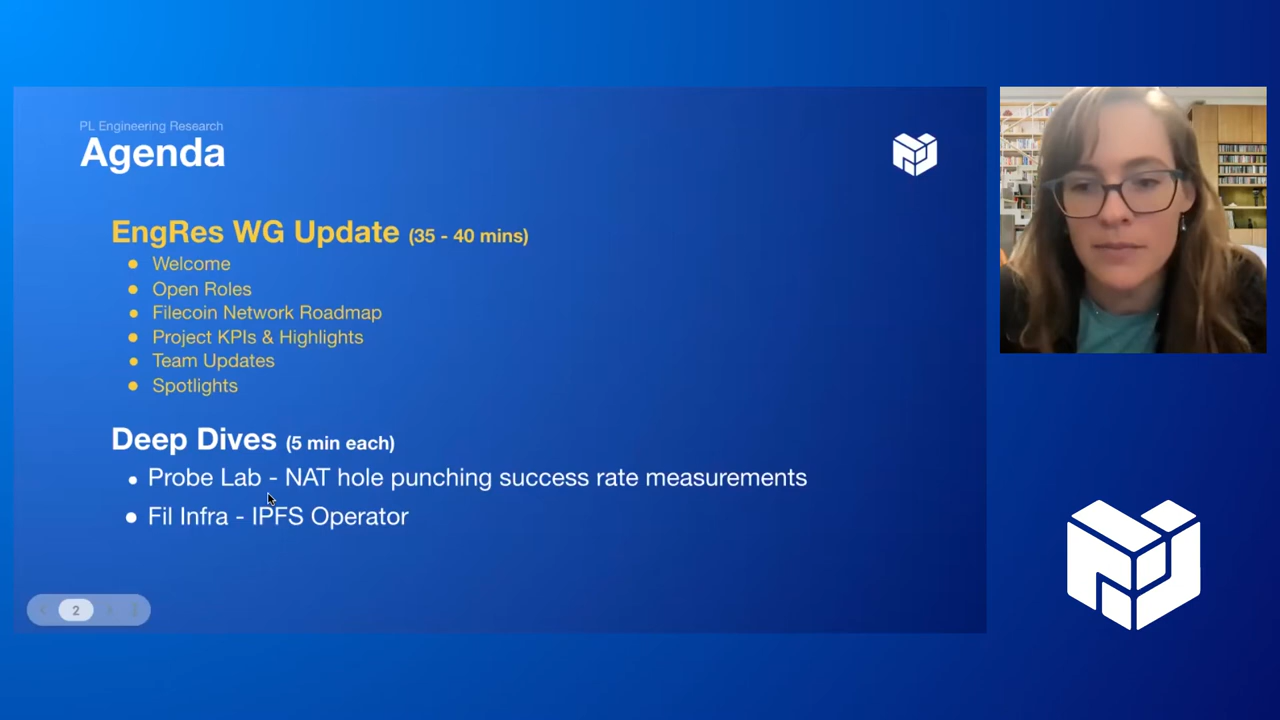 PL Engineering Research
Agenda
EngRes WG Update (35 - 40 mins)
● Welcome
● Open Roles
● Filecoin Network Roadmap
● Project KPIs & Highlights
● Team Updates
● Spotlights
Deep Dives (5 min each)
● Probe Lab - NAT hole punching success rate measurements
● Fil Infra - IPFS Operator
2